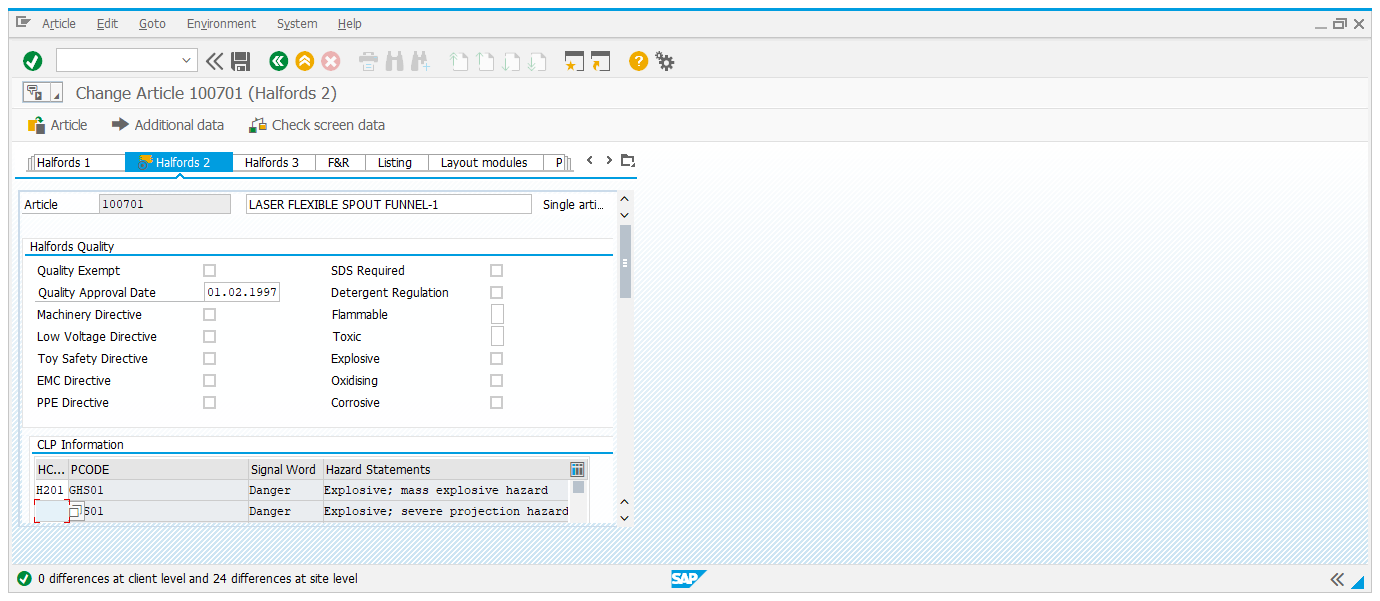 Article Edit Goto Environment System Help
Change Article 100701 (Halfords 2)
Article Additional data Check screen data
Halfords 1 Halfords 2 Halfords 3 F&R Listing Layout modules P
Article 100701 LASER FLEXIBLE SPOUT FUNNEL-1 Single arti...
Halfords Quality
Quality Exempt SDS Required
Quality Approval Date 01.02.1997 Detergent Regulation
Machinery Directive Flammable
Low Voltage Directive Toxic
Toy Safety Directive Explosive
EMC Directive Oxidising
PPE Directive Corrosive
CLP Information
HC... PCODE Signal Word Hazard Statements
H201 GHS01 Danger Explosive; mass explosive hazard
S01 Danger Explosive; severe projection hazard
0 differences at client level and 24 differences at site level SAP